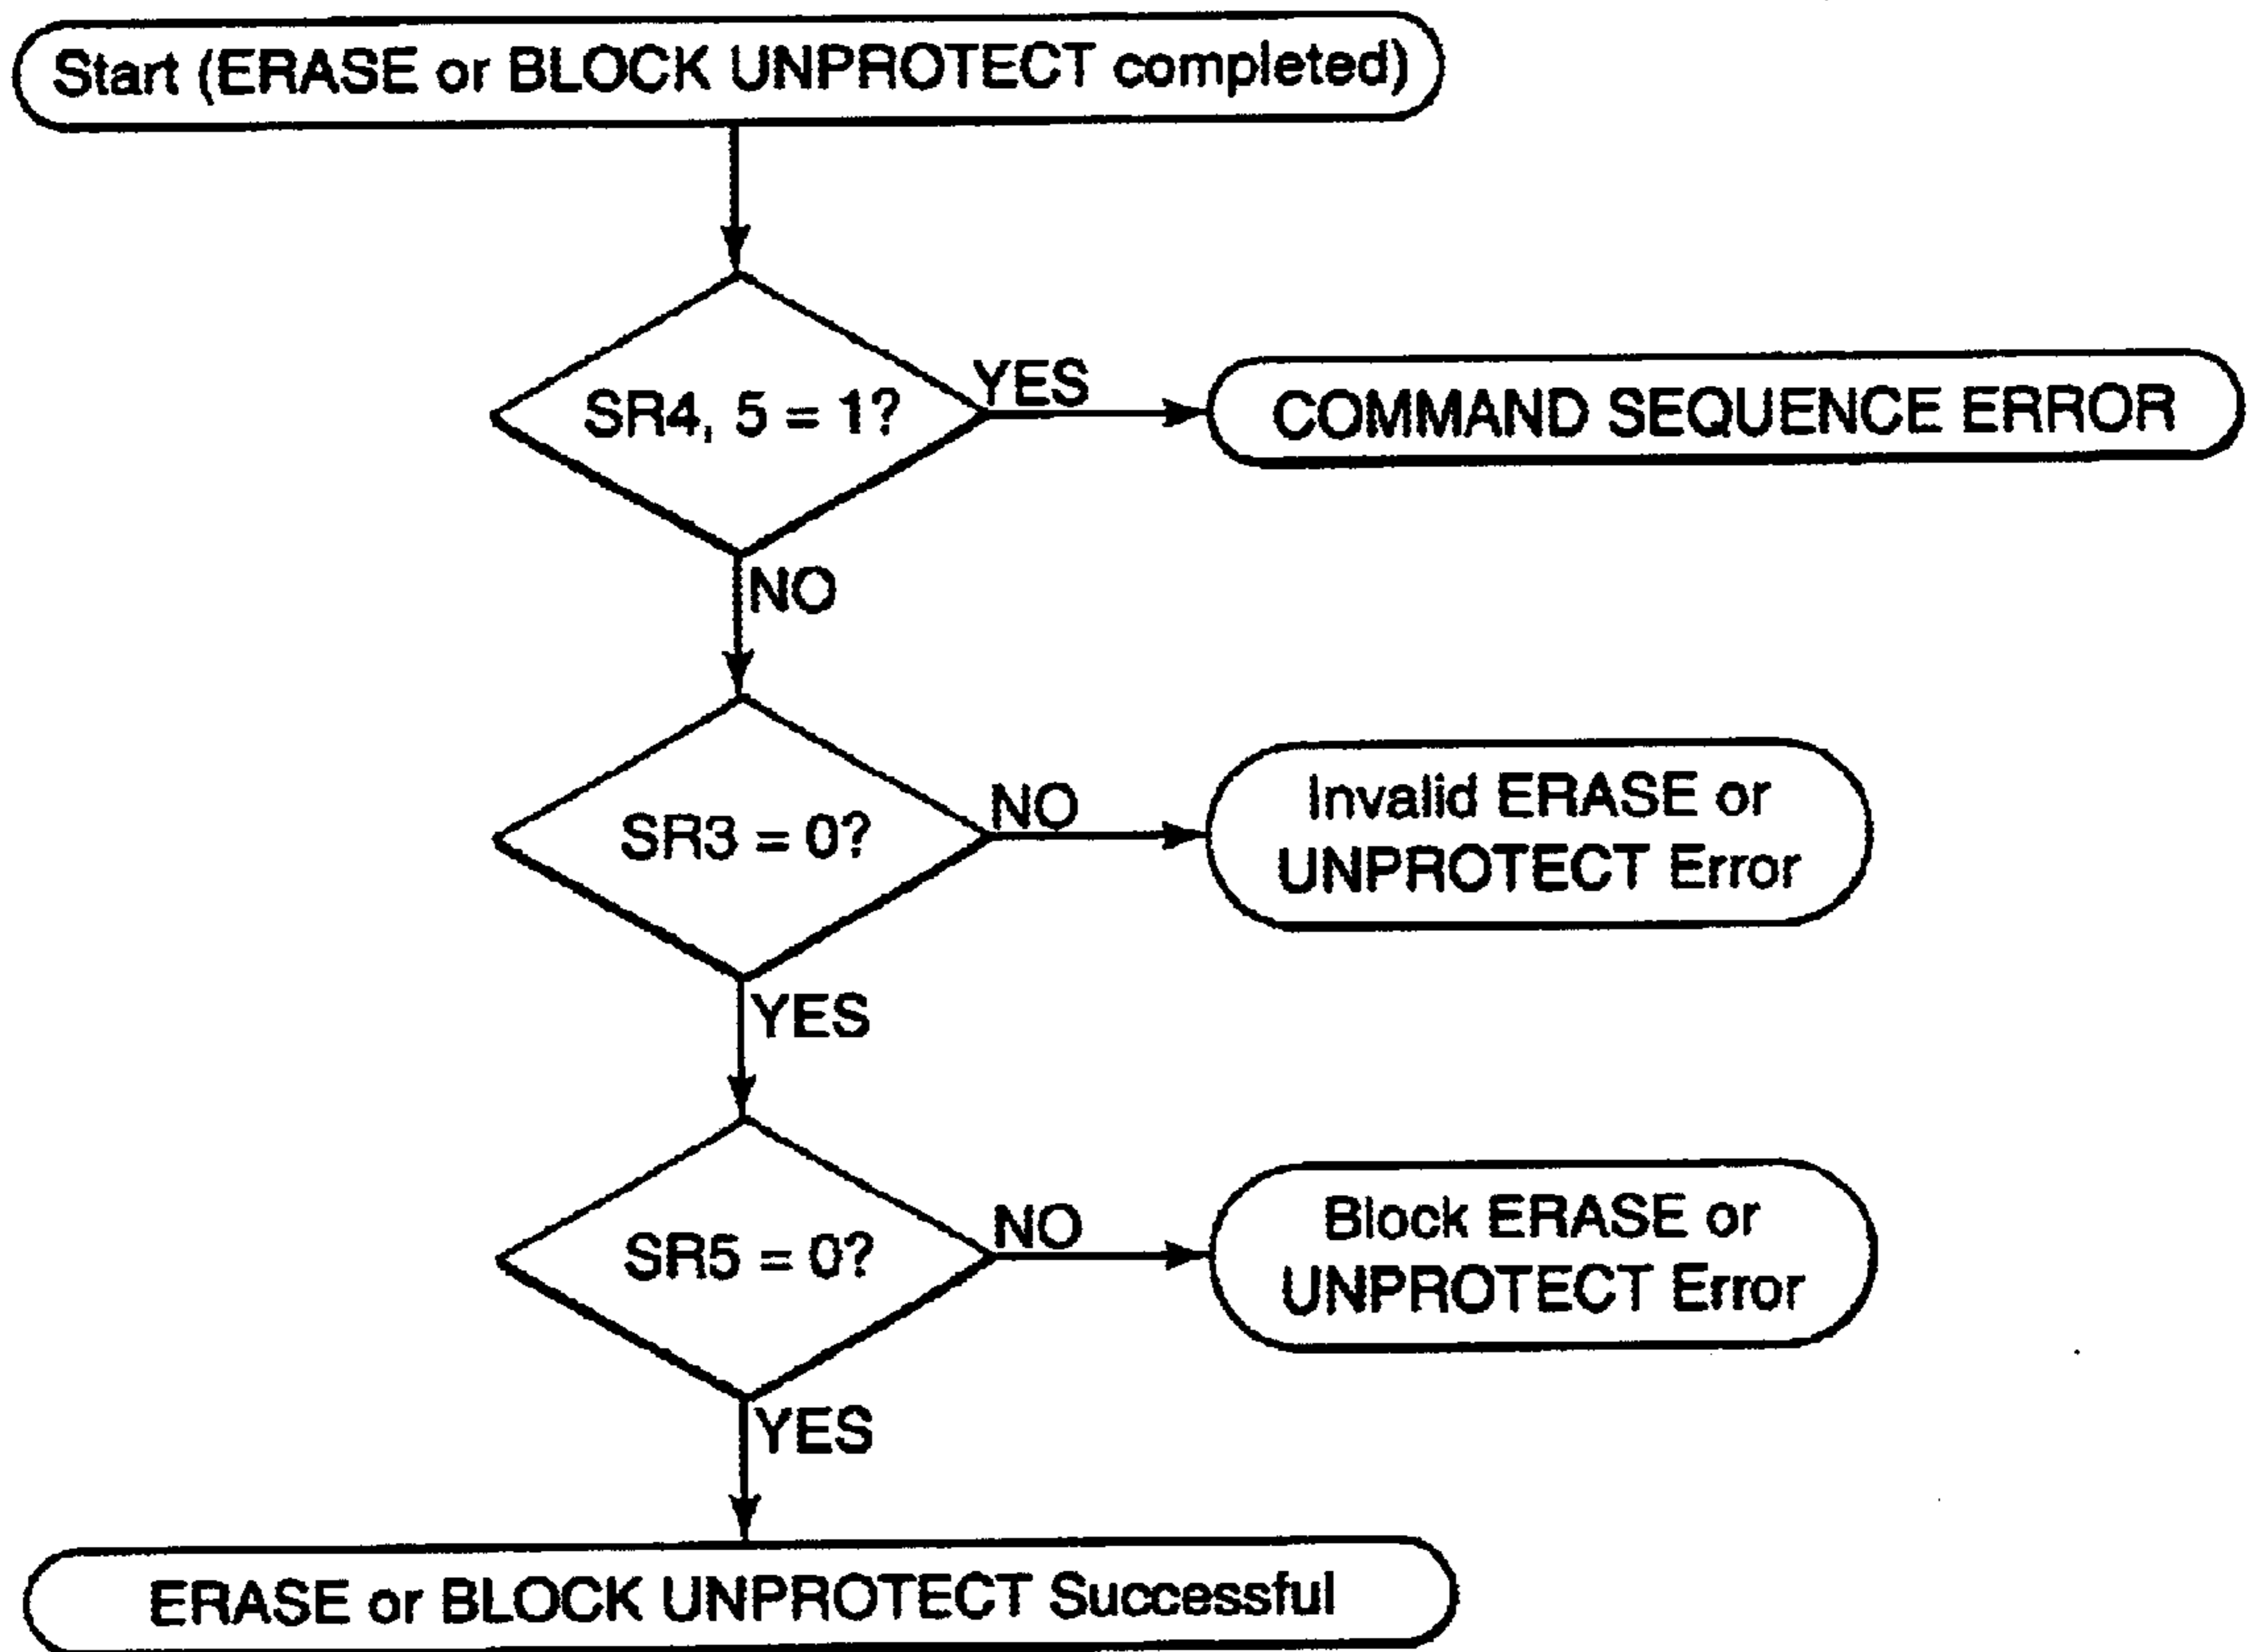 Start (ERASE or BLOCK UNPROTECT completed)
SR4, 5 = 1?
YES
COMMAND SEQUENCE ERROR
NO
SR3 = 0?
NO
Invalid ERASE or
UNPROTECT Error
YES
SR5 = 0?
NO
Block ERASE or
UNPROTECT Error
YES
ERASE or BLOCK UNPROTECT Successful